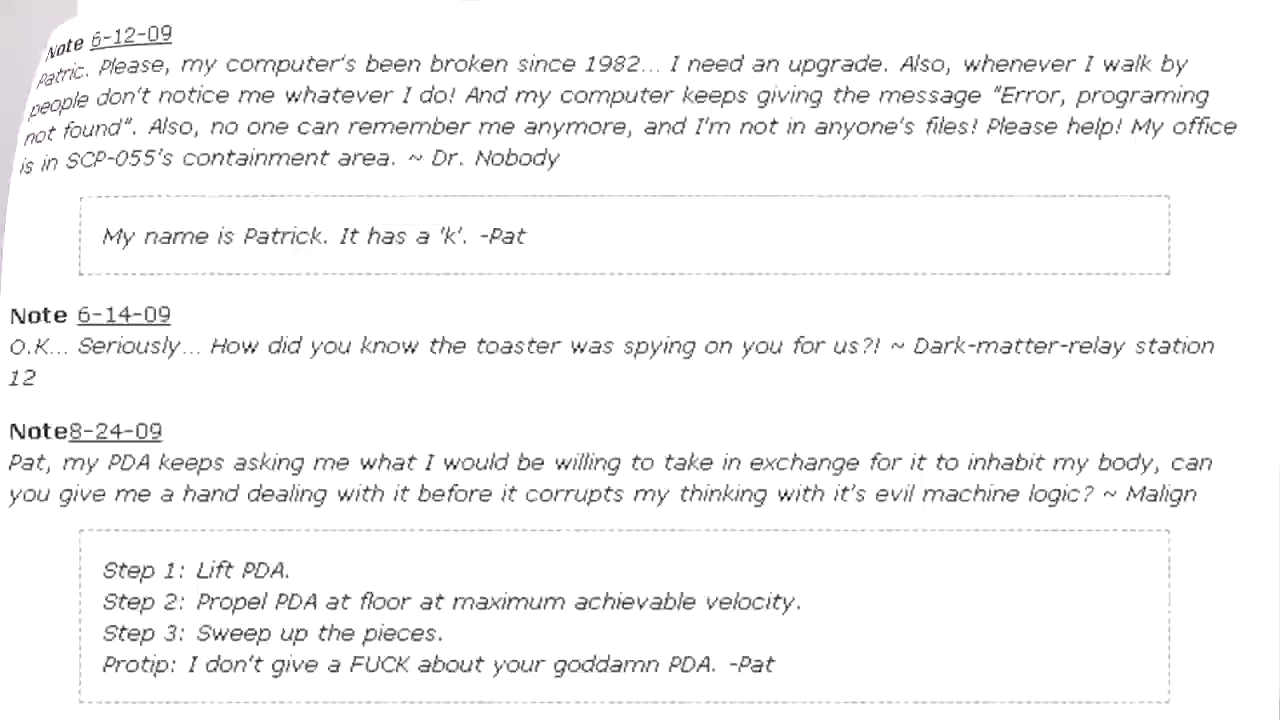 Note 6-12-09
Patric. Please, my computer's been broken since 1982... I need an upgrade. Also, whenever I walk by
people don't notice me whatever I do! And my computer keeps giving the message "Error, programing
not found". Also, no one can remember me anymore, and I'm not in anyone's files! Please help! My office
is in SCP-055's containment area. ~ Dr. Nobody
My name is Patrick. It has a 'k'. -Pat
Note 6-14-09
O.K... Seriously... How did you know the toaster was spying on you for us?! ~ Dark-matter-relay station
12
Note8-24-09
Pat, my PDA keeps asking me what I would be willing to take in exchange for it to inhabit my body, can
you give me a hand dealing with it before it corrupts my thinking with it's evil machine logic? ~ Malign
Step 1: Lift PDA.
Step 2: Propel PDA at floor at maximum achievable velocity.
Step 3: Sweep up the pieces.
Protip: I don't give a FUCK about your goddamn PDA. -Pat